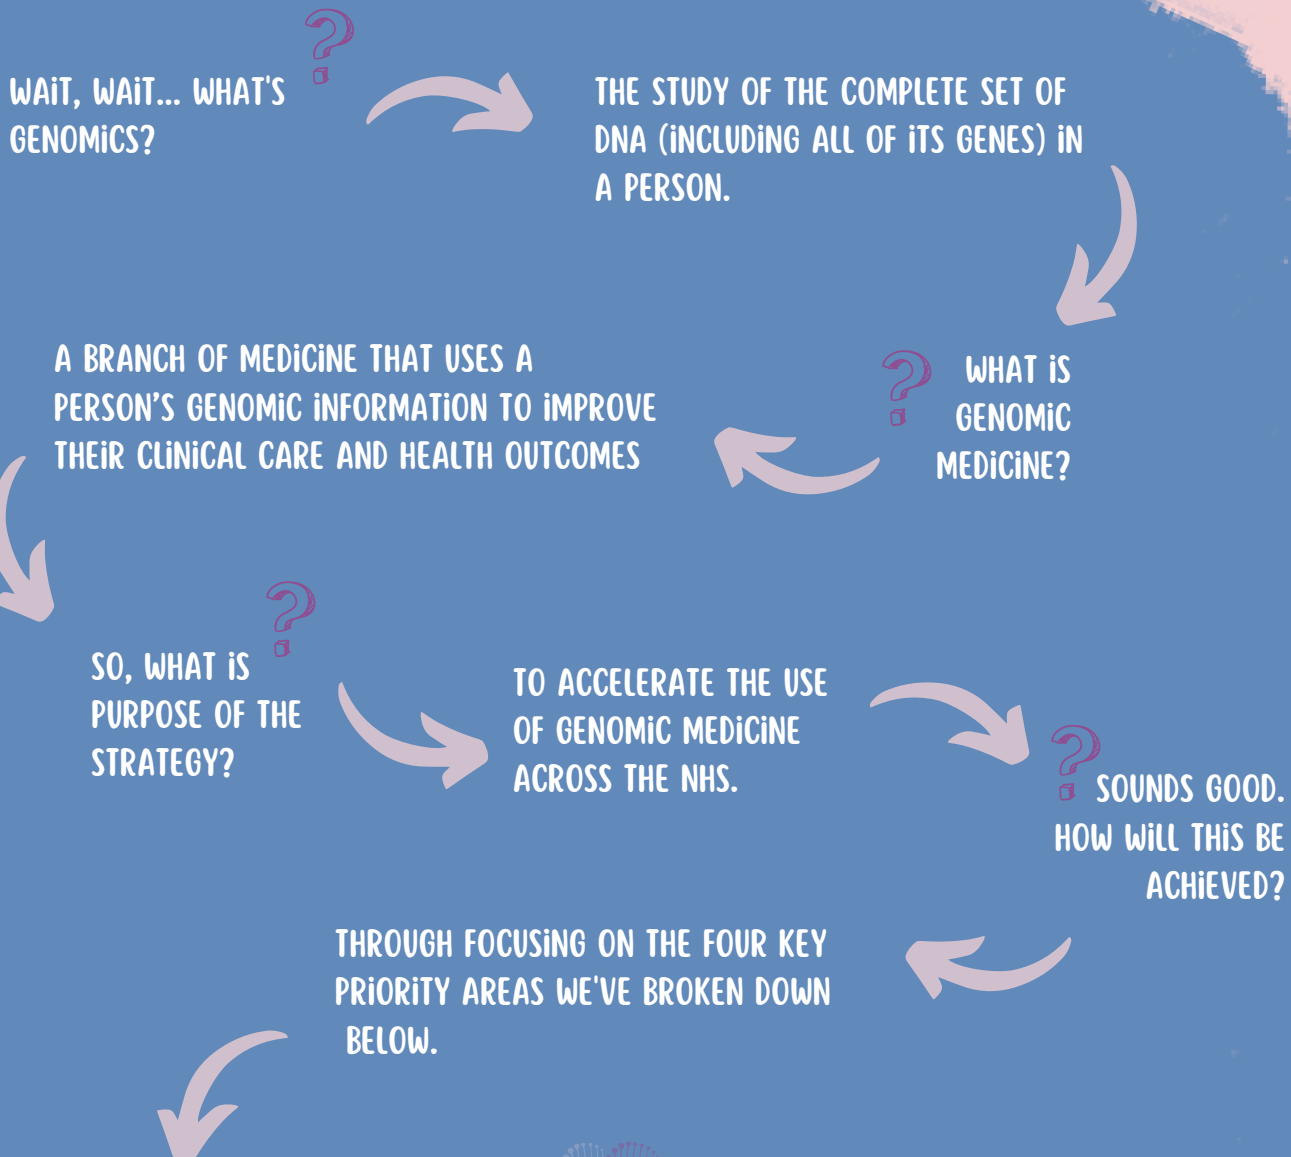 WAIT, WAIT... WHAT'S
GENOMICS?
THE STUDY OF THE COMPLETE SET OF
DNA (INCLUDING ALL OF ITS GENES) IN
A PERSON.
WHAT IS
GENOMIC
MEDICINE?
A BRANCH OF MEDICINE THAT USES A
PERSON’S GENOMIC INFORMATION TO IMPROVE
THEIR CLINICAL CARE AND HEALTH OUTCOMES
SO, WHAT IS
PURPOSE OF THE
STRATEGY?
TO ACCELERATE THE USE
OF GENOMIC MEDICINE
ACROSS THE NHS.
SOUNDS GOOD.
HOW WILL THIS BE
ACHIEVED?
THROUGH FOCUSING ON THE FOUR KEY
PRIORITY AREAS WE'VE BROKEN DOWN
BELOW.